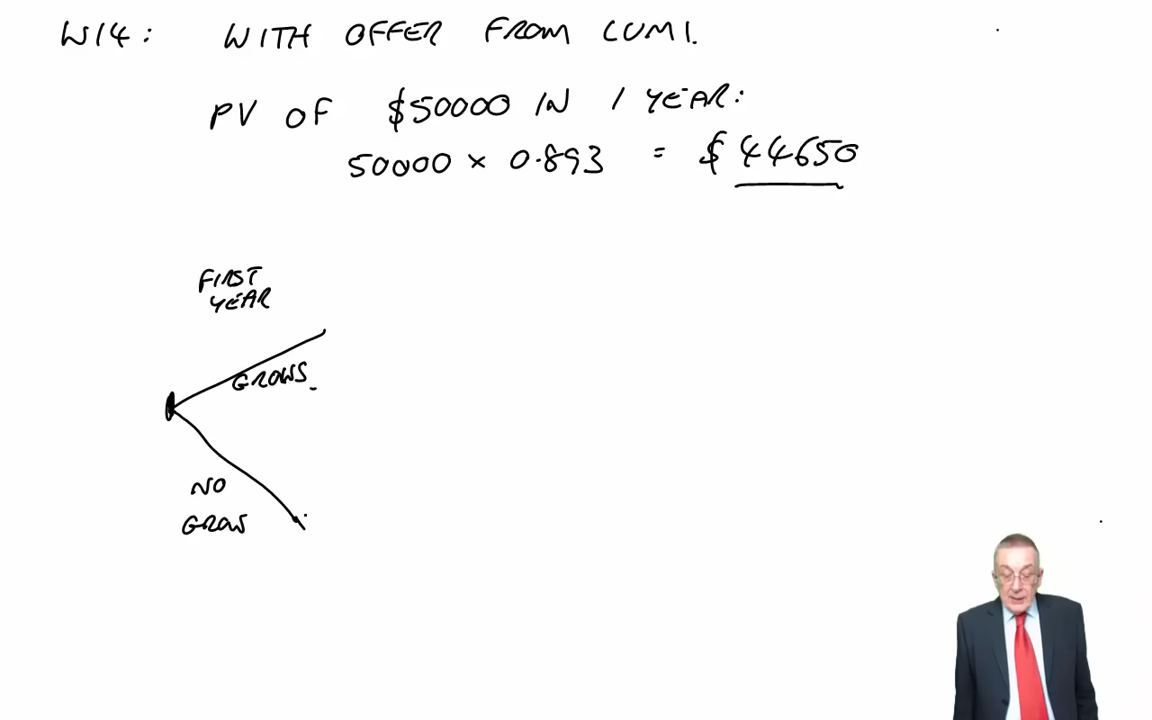 W14: WITH OFFER FROM CUMI.
PV OF $50000 IN 1 YEAR:
50000 × 0.893 = $44650
FIRST
YEAR
GROWS
NO
GROW